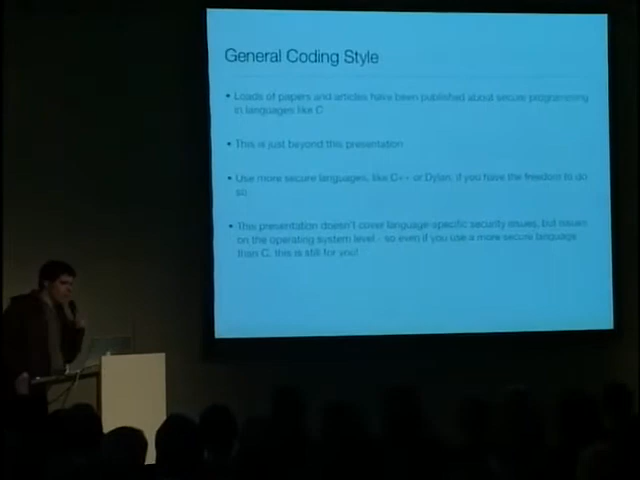 General Coding Style
• Loads of papers and articles have been published about secure programming
in languages like C
• This is just beyond this presentation
• Use more secure languages, like C++ or Dylan, if you have the freedom to do
so.
• This presentation doesn't cover language-specific security issues, but issues
on the operating system level - so even if you use a more secure language
than C, this is still for you!